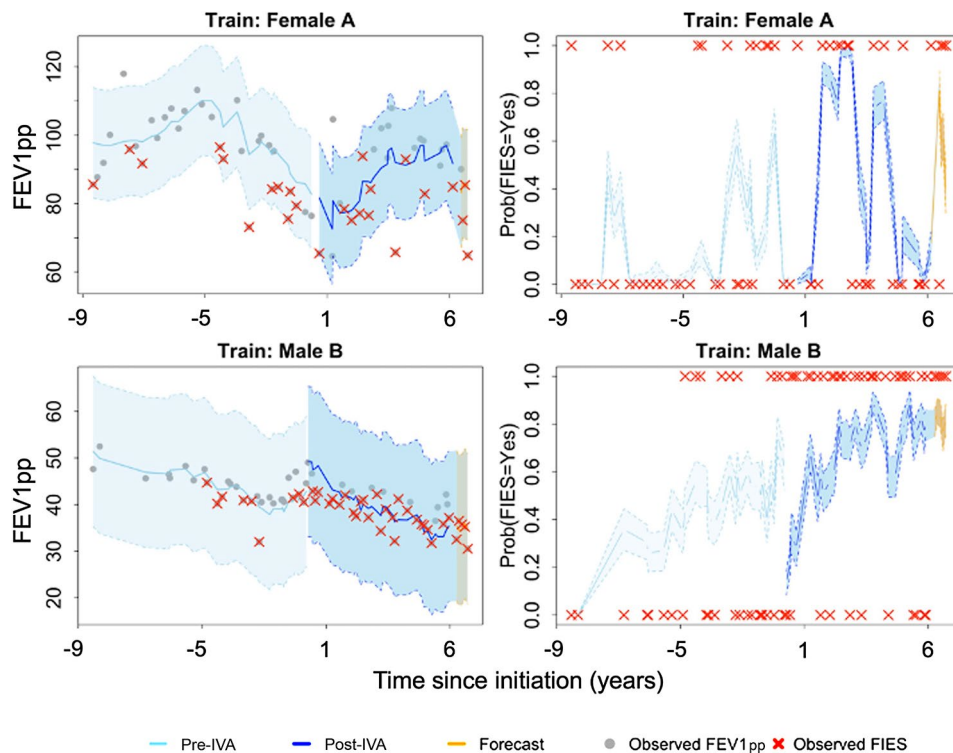 Train: Female A
Train: Female A
FEV1pp
60 80 100 120
-9 -5 1 6
Prob(FIES=Yes)
0.0 0.2 0.4 0.6 0.8 1.0
-9 -5 1 6
Train: Male B
Train: Male B
FEV1pp
20 30 40 50 60
-9 -5 1 6
Prob(FIES=Yes)
0.0 0.2 0.4 0.6 0.8 1.0
-9 -5 1 6
Time since initiation (years)
Pre-IVA Post-IVA Forecast Observed FEV1pp Observed FIES